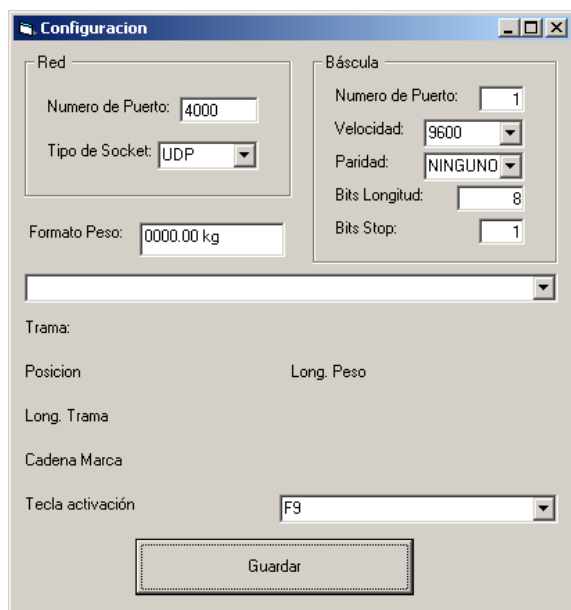 Configuracion
Red
Numero de Puerto: 4000
Tipo de Socket: UDP
Báscula
Numero de Puerto: 1
Velocidad: 9600
Paridad: NINGUNO
Bits Longitud: 8
Bits Stop: 1
Formato Peso: 0000.00 kg
Trama:
Posicion Long. Peso
Long. Trama
Cadena Marca
Tecla activación F9
Guardar